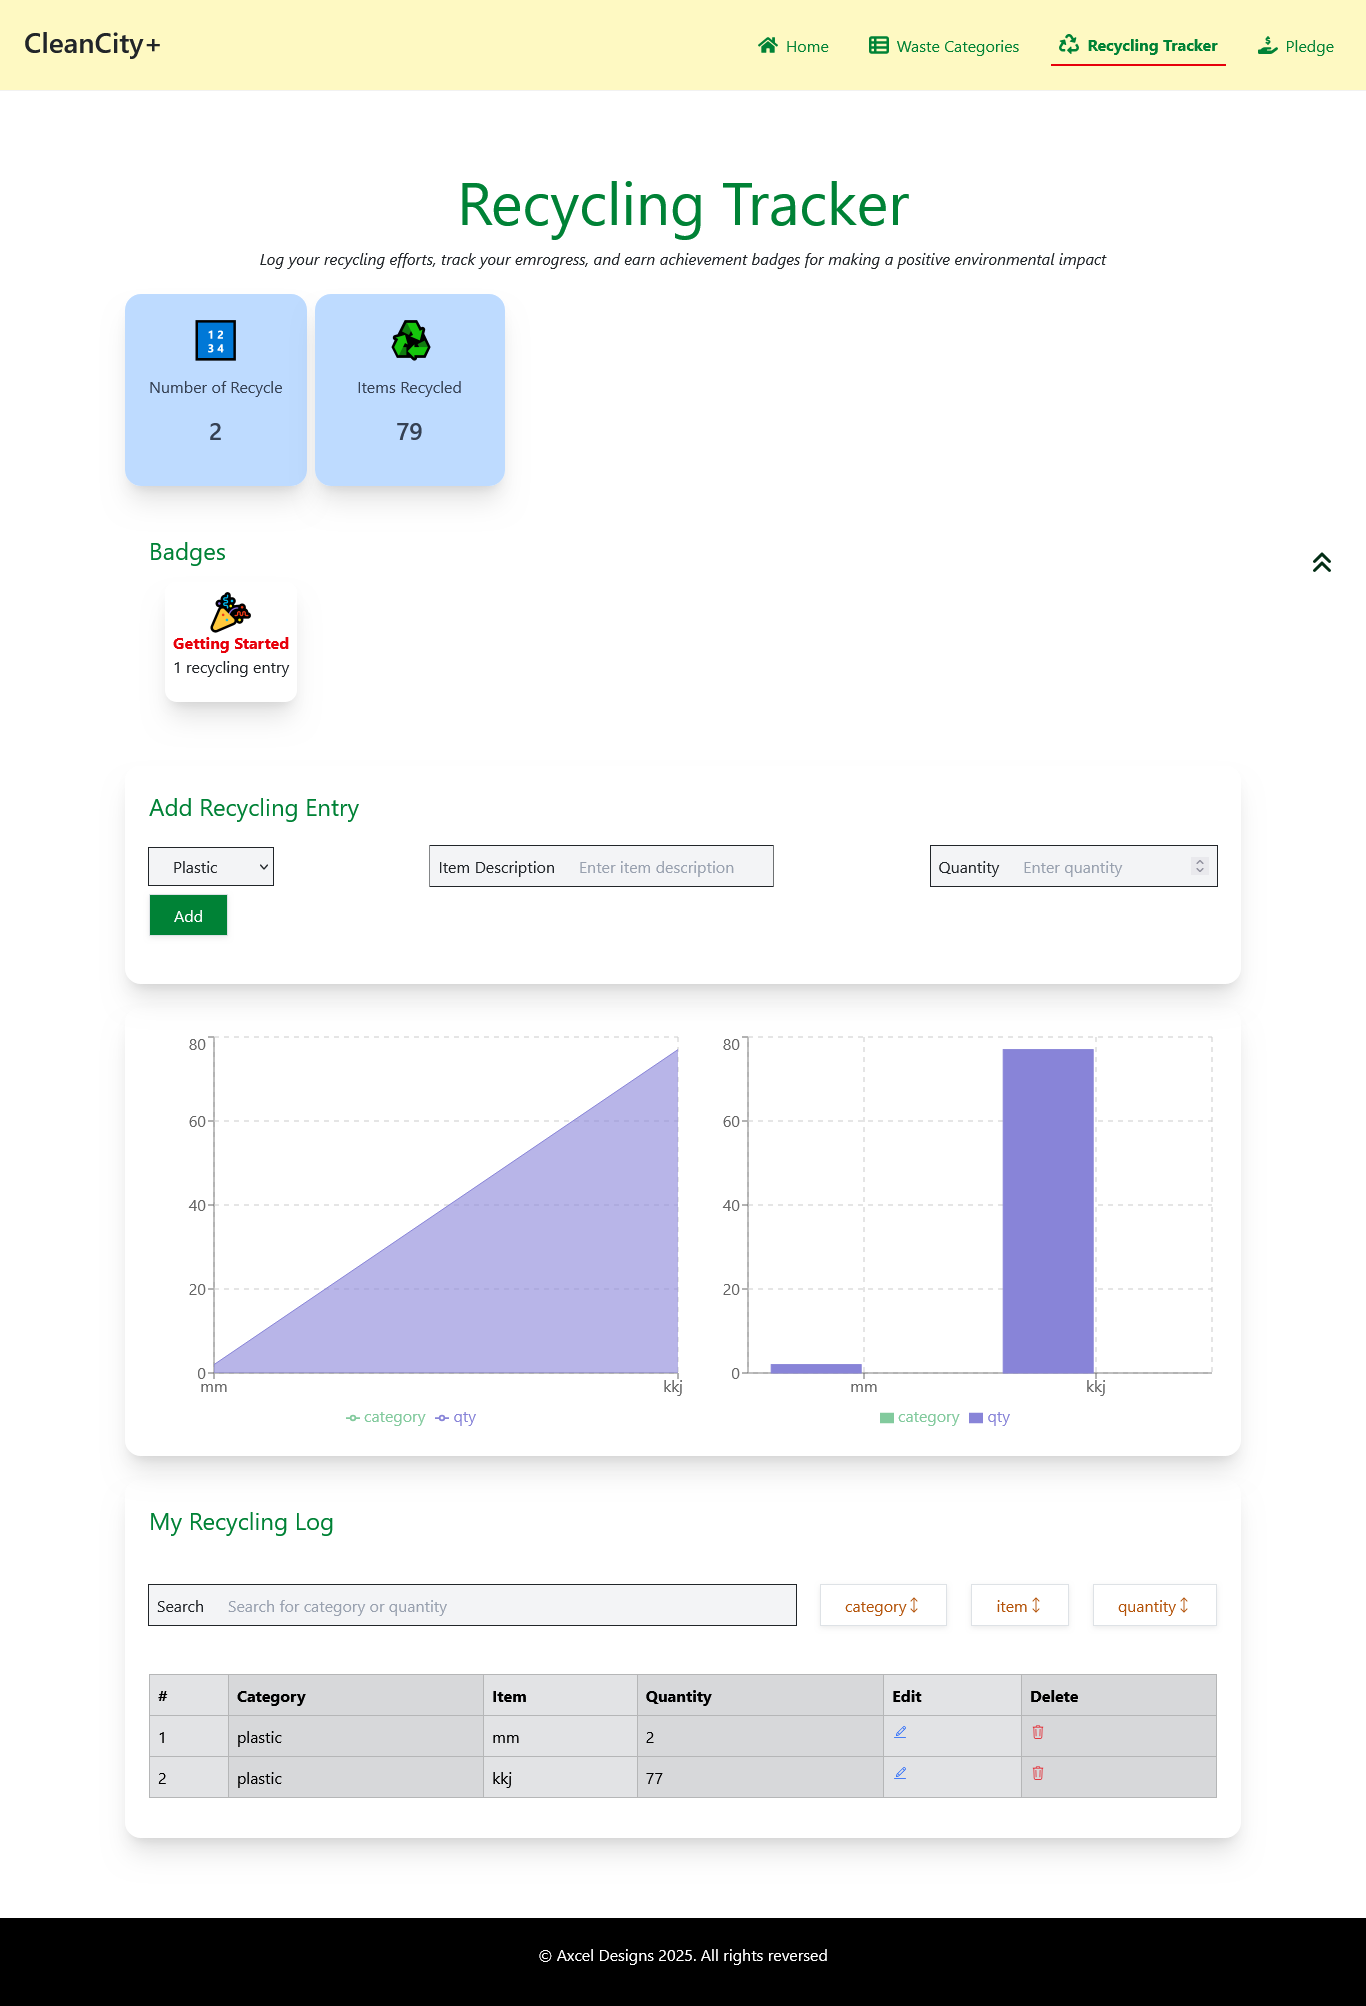 CleanCity+
Home
Waste Categories
Recycling Tracker
Pledge
Recycling Tracker
Log your recycling efforts, track your emrogress, and earn achievement badges for making a positive environmental impact
1 2
3 4
Number of Recycle
2
Items Recycled
79
Badges
Getting Started
1 recycling entry
Add Recycling Entry
Plastic
Item Description Enter item description
Quantity Enter quantity
Add
80
60
40
20
0
mm kkj
category qty
80
60
40
20
0
mm kkj
category qty
My Recycling Log
Search Search for category or quantity
category
item
quantity
# Category Item Quantity Edit Delete
1 plastic mm 2
2 plastic kkj 77
© Axcel Designs 2025. All rights reversed